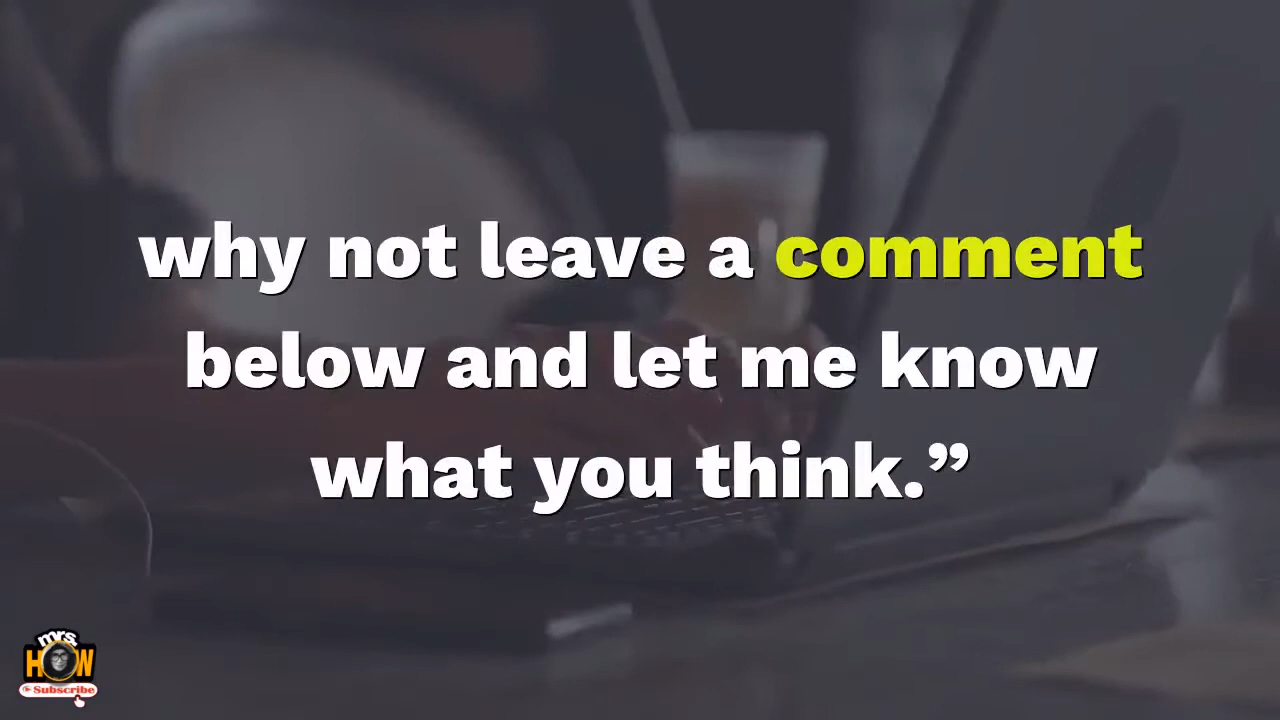 why not leave a comment
below and let me know
what you think.”
mrs.
HOW
Subscribe